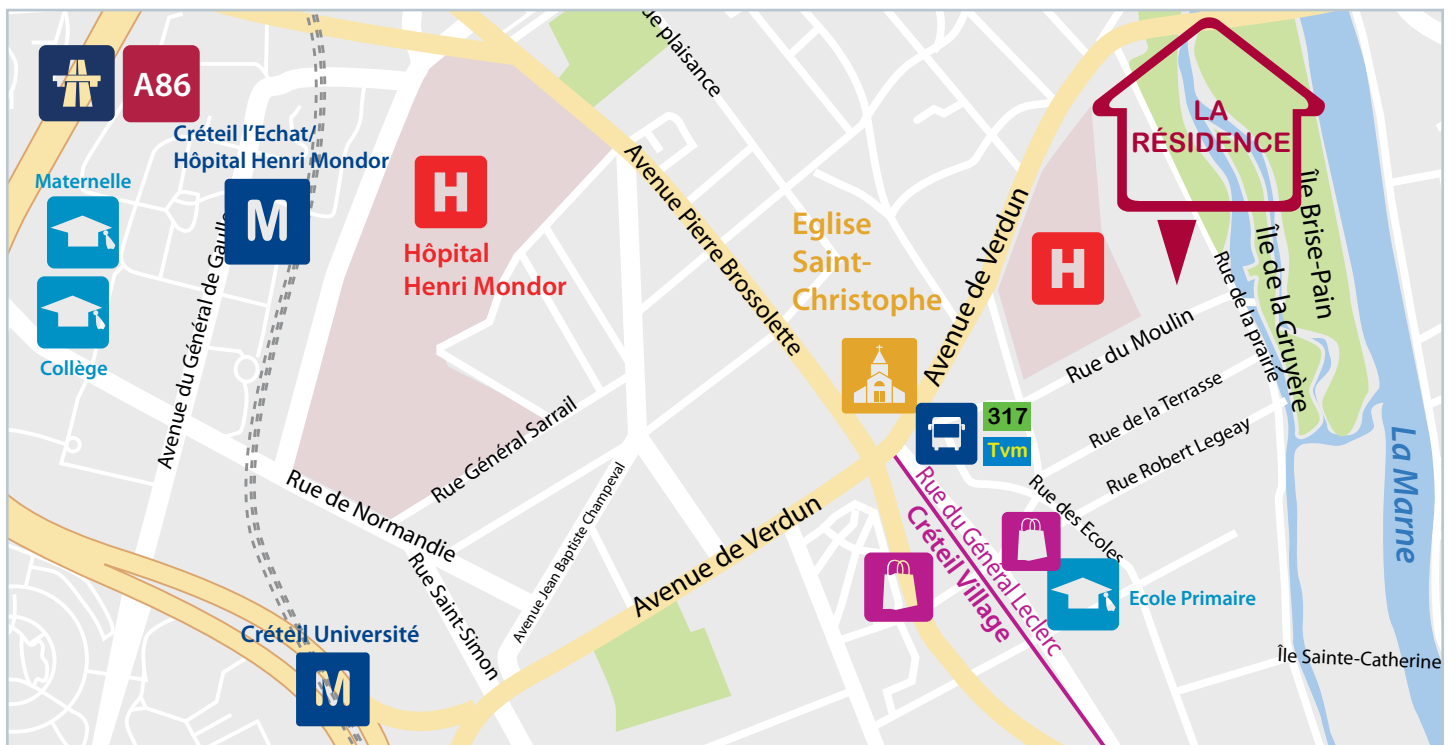 A86
Créteil l'Echat/
Hôpital Henri Mondor
M
Maternelle
Collège
Avenue du Général de Gaulle
H
Hôpital
Henri Mondor
de plaisance
Avenue Pierre Brossolette
Eglise
Saint-
Christophe
Avenue de Verdun
H
LA
RÉSIDENCE
Île Brise-Pain
Île de la Gruyère
Rue de la prairie
Rue du Moulin
Rue de la Terrasse
Rue Robert Legeay
317
Tvm
Rue des Ecoles
Rue du Général Leclerc
Créteil Village
Ecole Primaire
La Marne
Île Sainte-Catherine
Rue Général Sarrail
Rue de Normandie
Avenue Jean Baptiste Champeval
Rue Saint-Simon
Avenue de Verdun
Créteil Université
M